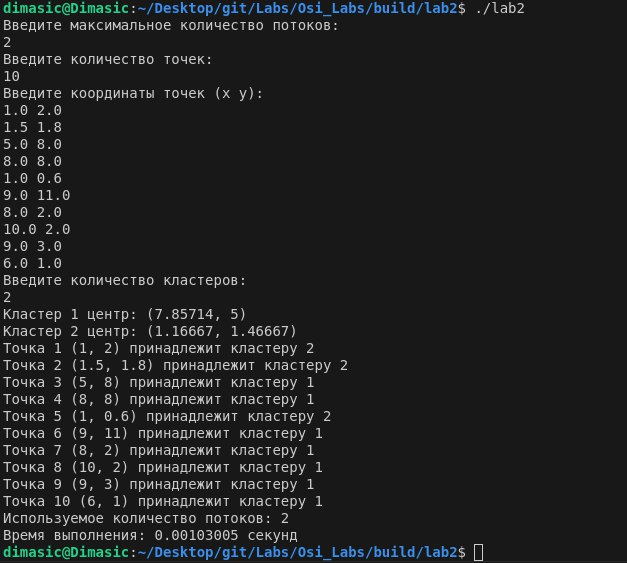 dimasic@Dimasic:~/Desktop/git/Labs/Osi_Labs/build/lab2$ ./lab2
Введите максимальное количество потоков:
2
Введите количество точек:
10
Введите координаты точек (x y):
1.0 2.0
1.5 1.8
5.0 8.0
8.0 8.0
1.0 0.6
9.0 11.0
8.0 2.0
10.0 2.0
9.0 3.0
6.0 1.0
Введите количество кластеров:
2
Кластер 1 центр: (7.85714, 5)
Кластер 2 центр: (1.16667, 1.46667)
Точка 1 (1, 2) принадлежит кластеру 2
Точка 2 (1.5, 1.8) принадлежит кластеру 2
Точка 3 (5, 8) принадлежит кластеру 1
Точка 4 (8, 8) принадлежит кластеру 1
Точка 5 (1, 0.6) принадлежит кластеру 2
Точка 6 (9, 11) принадлежит кластеру 1
Точка 7 (8, 2) принадлежит кластеру 1
Точка 8 (10, 2) принадлежит кластеру 1
Точка 9 (9, 3) принадлежит кластеру 1
Точка 10 (6, 1) принадлежит кластеру 1
Используемое количество потоков: 2
Время выполнения: 0.00103005 секунд
dimasic@Dimasic:~/Desktop/git/Labs/Osi_Labs/build/lab2$